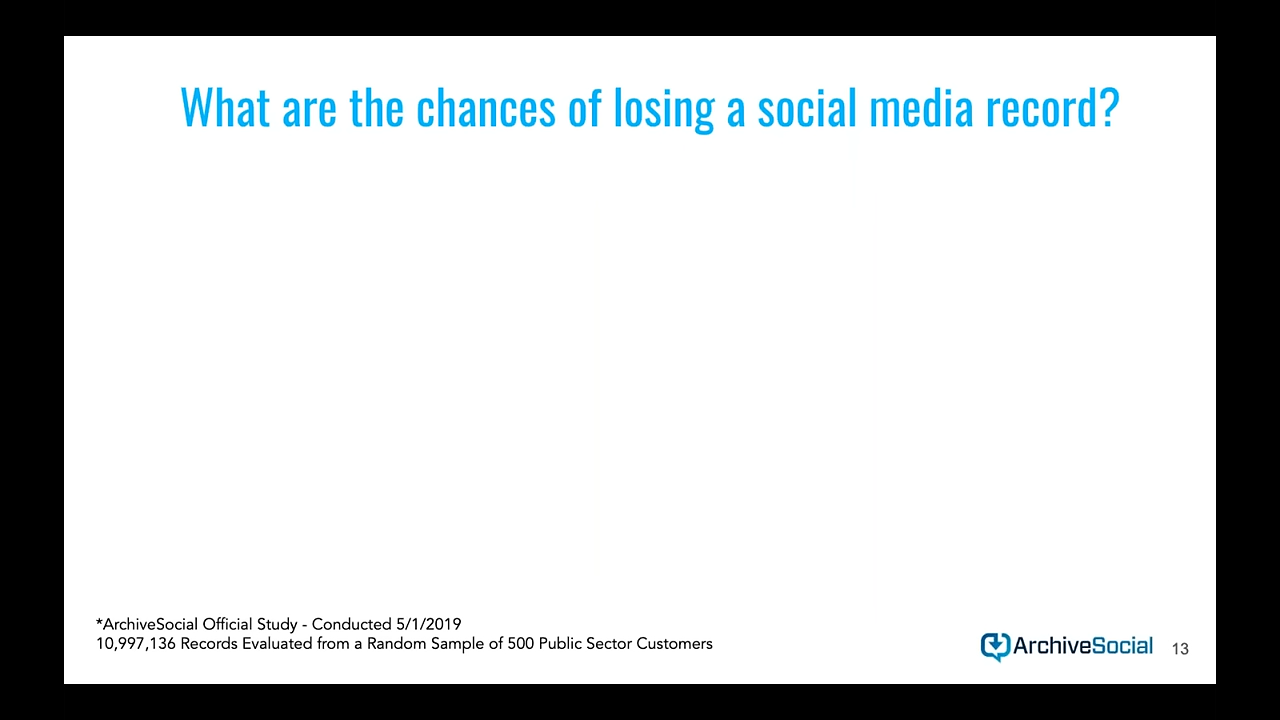 What are the chances of losing a social media record?
*ArchiveSocial Official Study - Conducted 5/1/2019
10,997,136 Records Evaluated from a Random Sample of 500 Public Sector Customers
ArchiveSocial
13